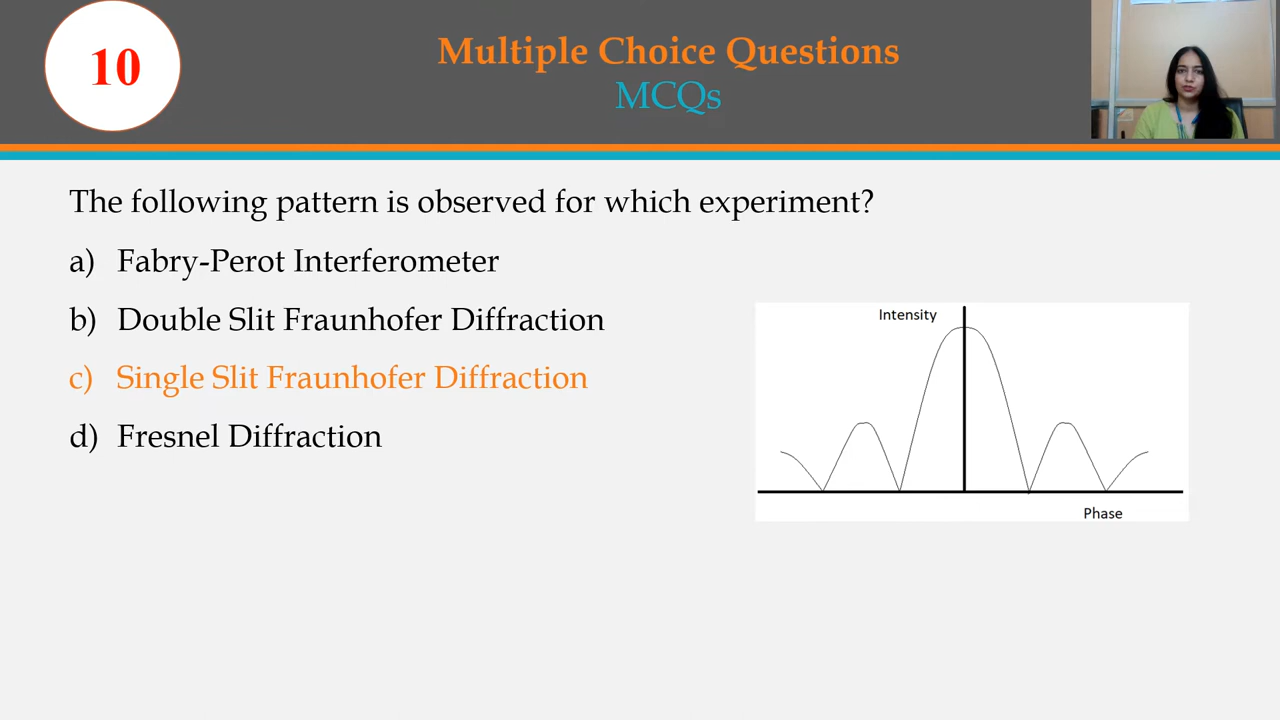 10
Multiple Choice Questions
MCQs
The following pattern is observed for which experiment?
a) Fabry-Perot Interferometer
b) Double Slit Fraunhofer Diffraction
c) Single Slit Fraunhofer Diffraction
d) Fresnel Diffraction
Intensity
Phase